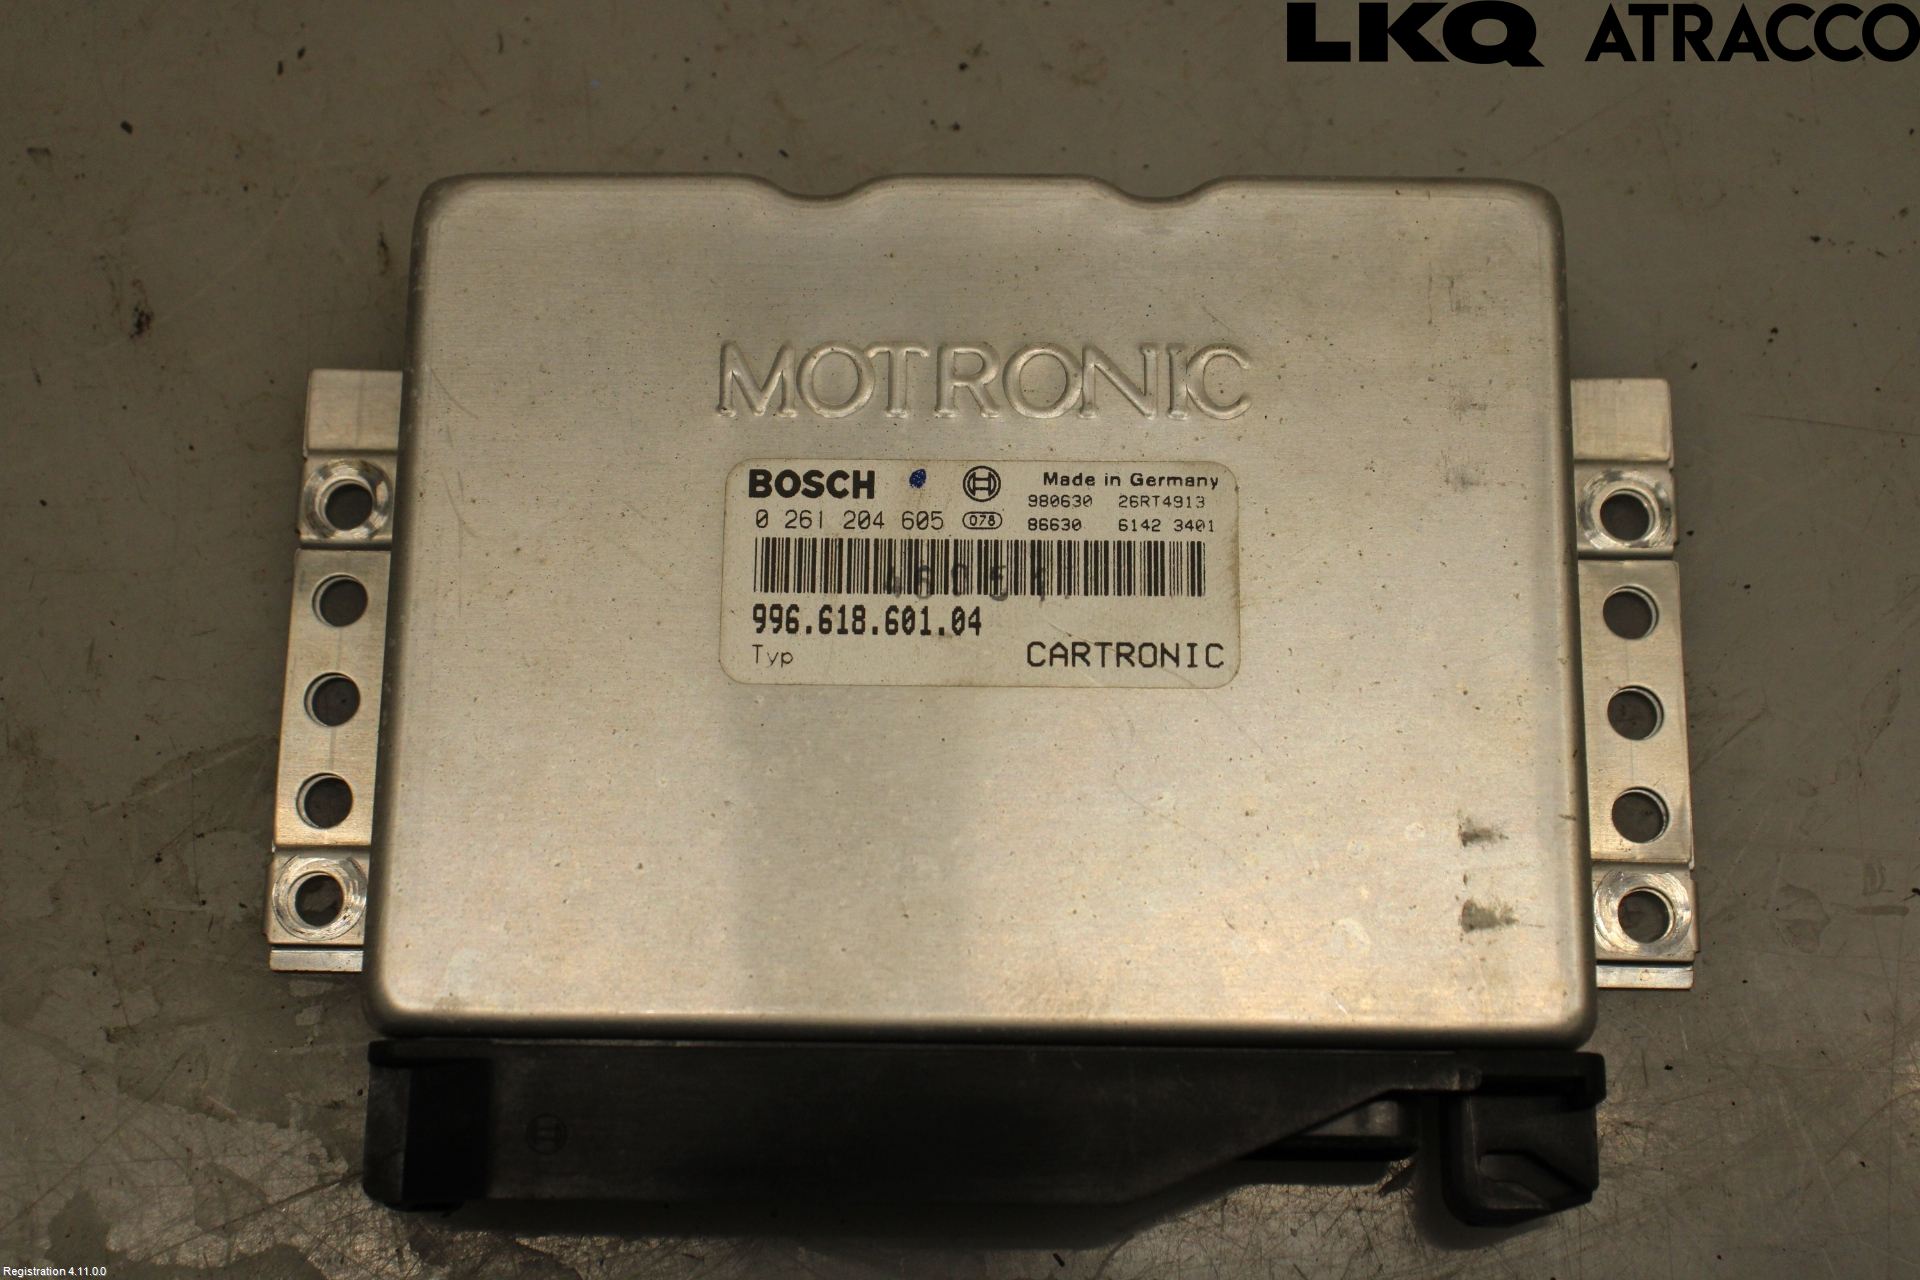 LKQ ATRACCO
MOTRONIC
BOSCH Made in Germany
980630 26RT4913
0 261 204 605 078 86630 6142 3401
996.618.601.04
Typ CARTRONIC
Registration 4.11.0.0